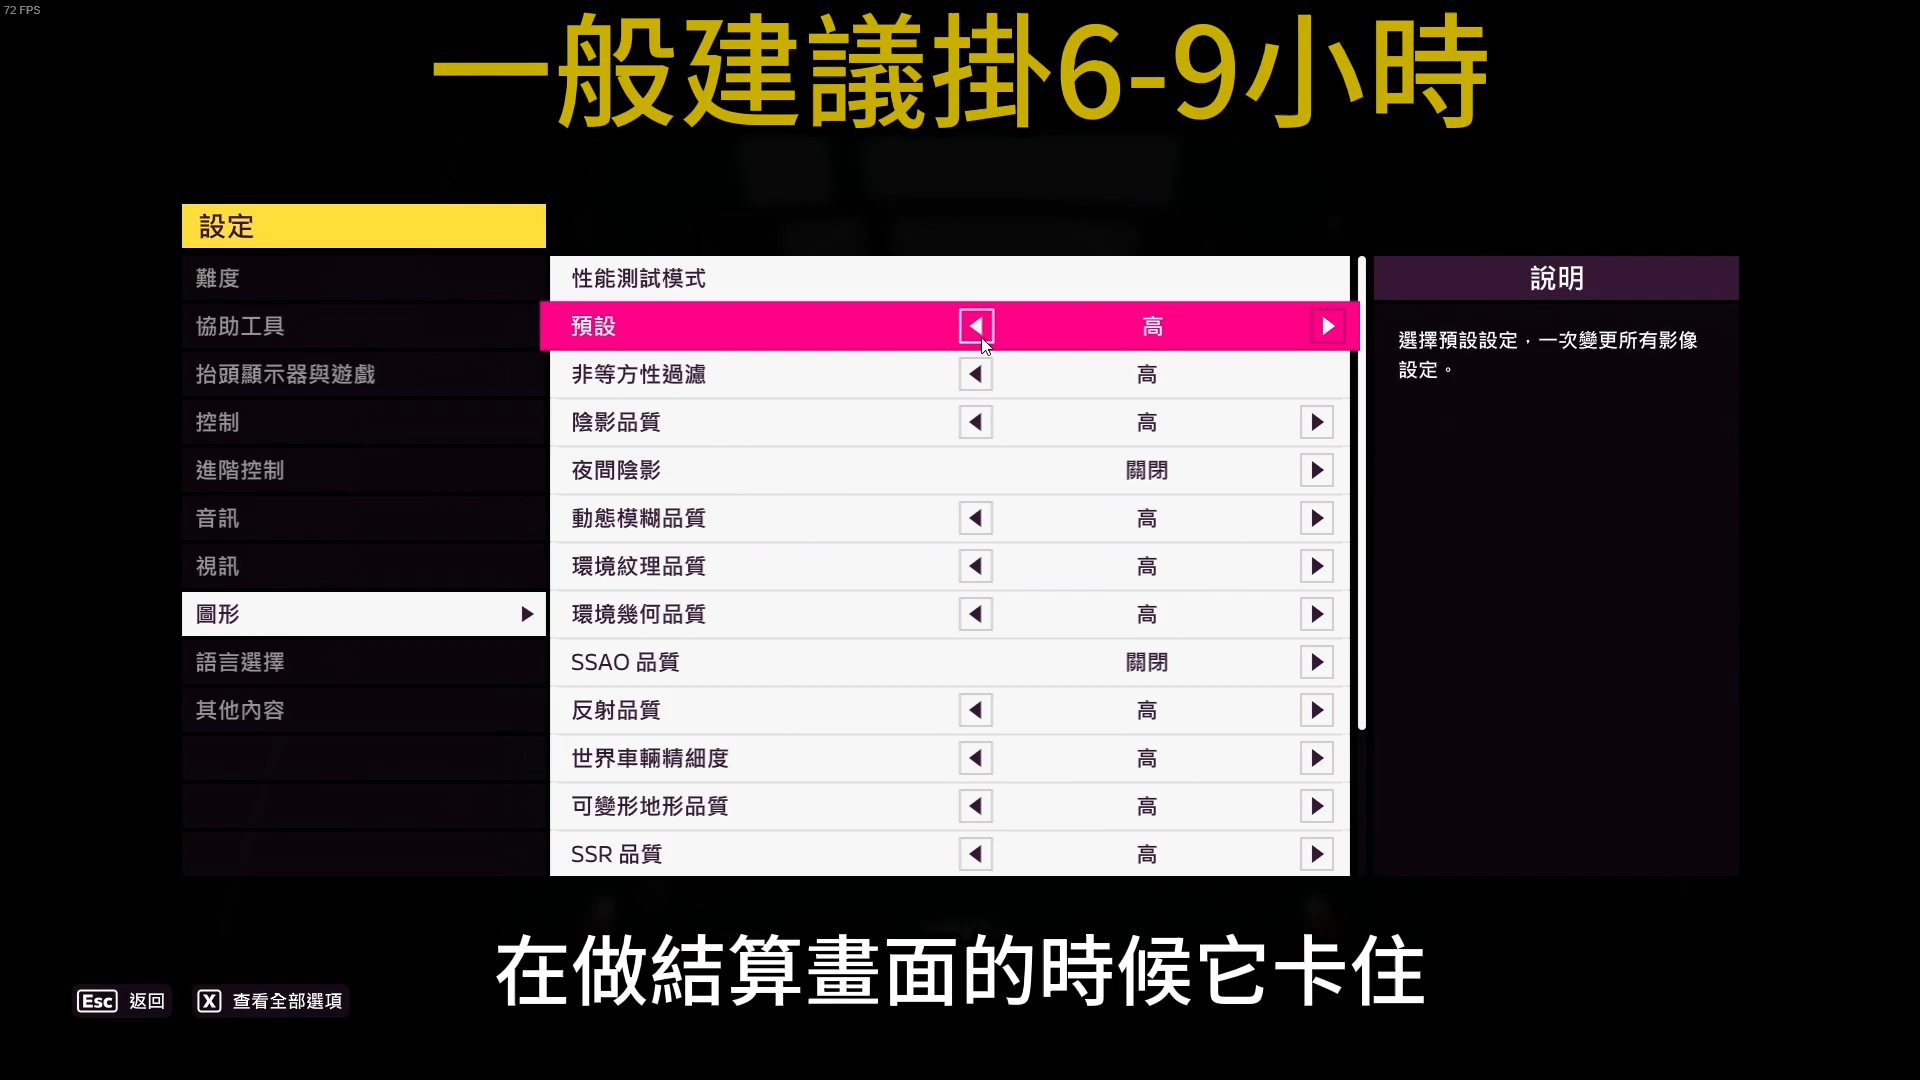 72 FPS
一般建議掛6-9小時
設定
難度
協助工具
抬頭顯示器與遊戲
控制
進階控制
音訊
視訊
圖形
語言選擇
其他內容
性能測試模式
預設 高
非等方性過濾 高
陰影品質 高
夜間陰影 關閉
動態模糊品質 高
環境紋理品質 高
環境幾何品質 高
SSAO 品質 關閉
反射品質 高
世界車輛精細度 高
可變形地形品質 高
SSR 品質 高
說明
選擇預設設定，一次變更所有影像
設定。
在做結算畫面的時候它卡住
Esc 返回 X 查看全部選項